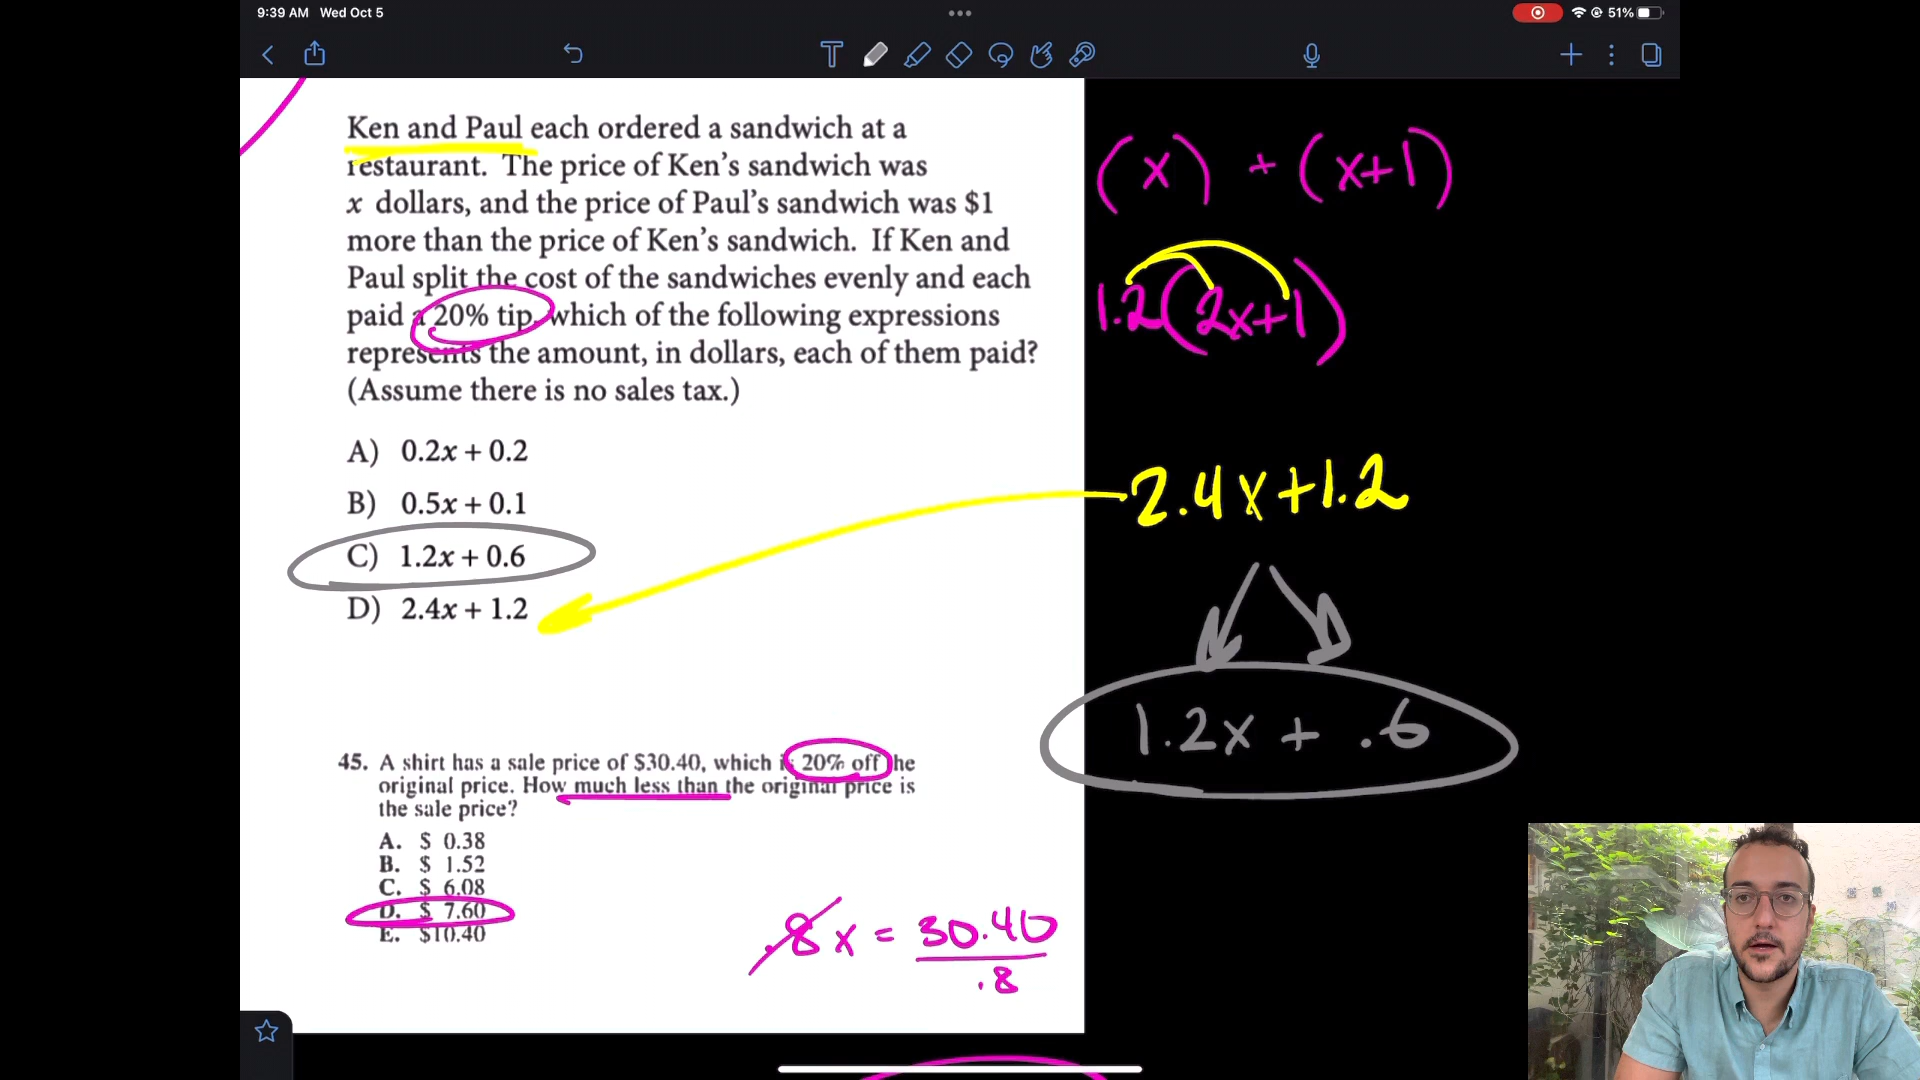 9:39 AM Wed Oct 5
51%
Ken and Paul each ordered a sandwich at a
restaurant. The price of Ken's sandwich was
x dollars, and the price of Paul's sandwich was $1
more than the price of Ken's sandwich. If Ken and
Paul split the cost of the sandwiches evenly and each
paid a 20% tip, which of the following expressions
represents the amount, in dollars, each of them paid?
(Assume there is no sales tax.)
A) 0.2x + 0.2
B) 0.5x + 0.1
C) 1.2x + 0.6
D) 2.4x + 1.2
(x) + (x+1)
1.2(2x+1)
2.4x+1.2
1.2x + .6
45. A shirt has a sale price of $30.40, which is 20% off the
original price. How much less than the original price is
the sale price?
A. $ 0.38
B. $ 1.52
C. $ 6.08
D. $ 7.60
E. $10.40
.8x = 30.40
.8